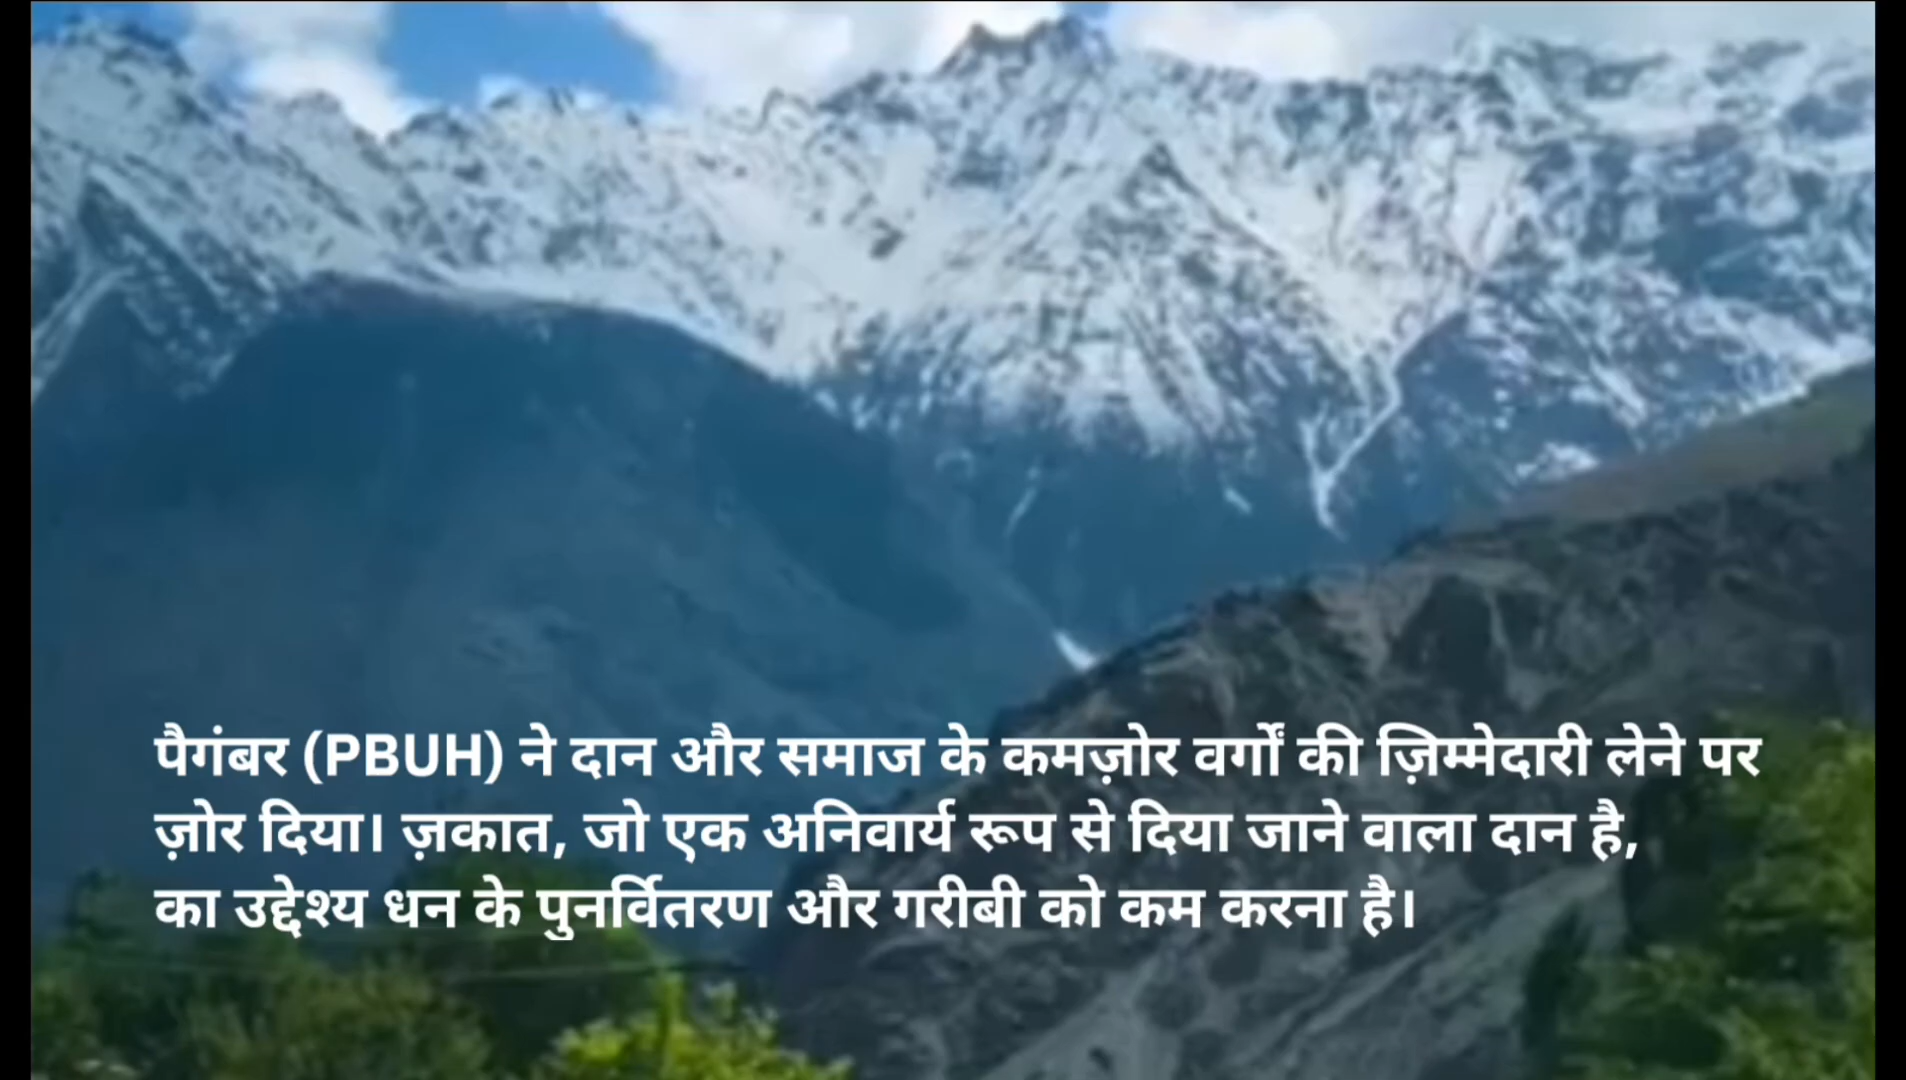 पैगंबर (PBUH) ने दान और समाज के कमज़ोर वर्गों की ज़िम्मेदारी लेने पर
ज़ोर दिया। ज़कात, जो एक अनिवार्य रूप से दिया जाने वाला दान है,
का उद्देश्य धन के पुनर्वितरण और गरीबी को कम करना है।